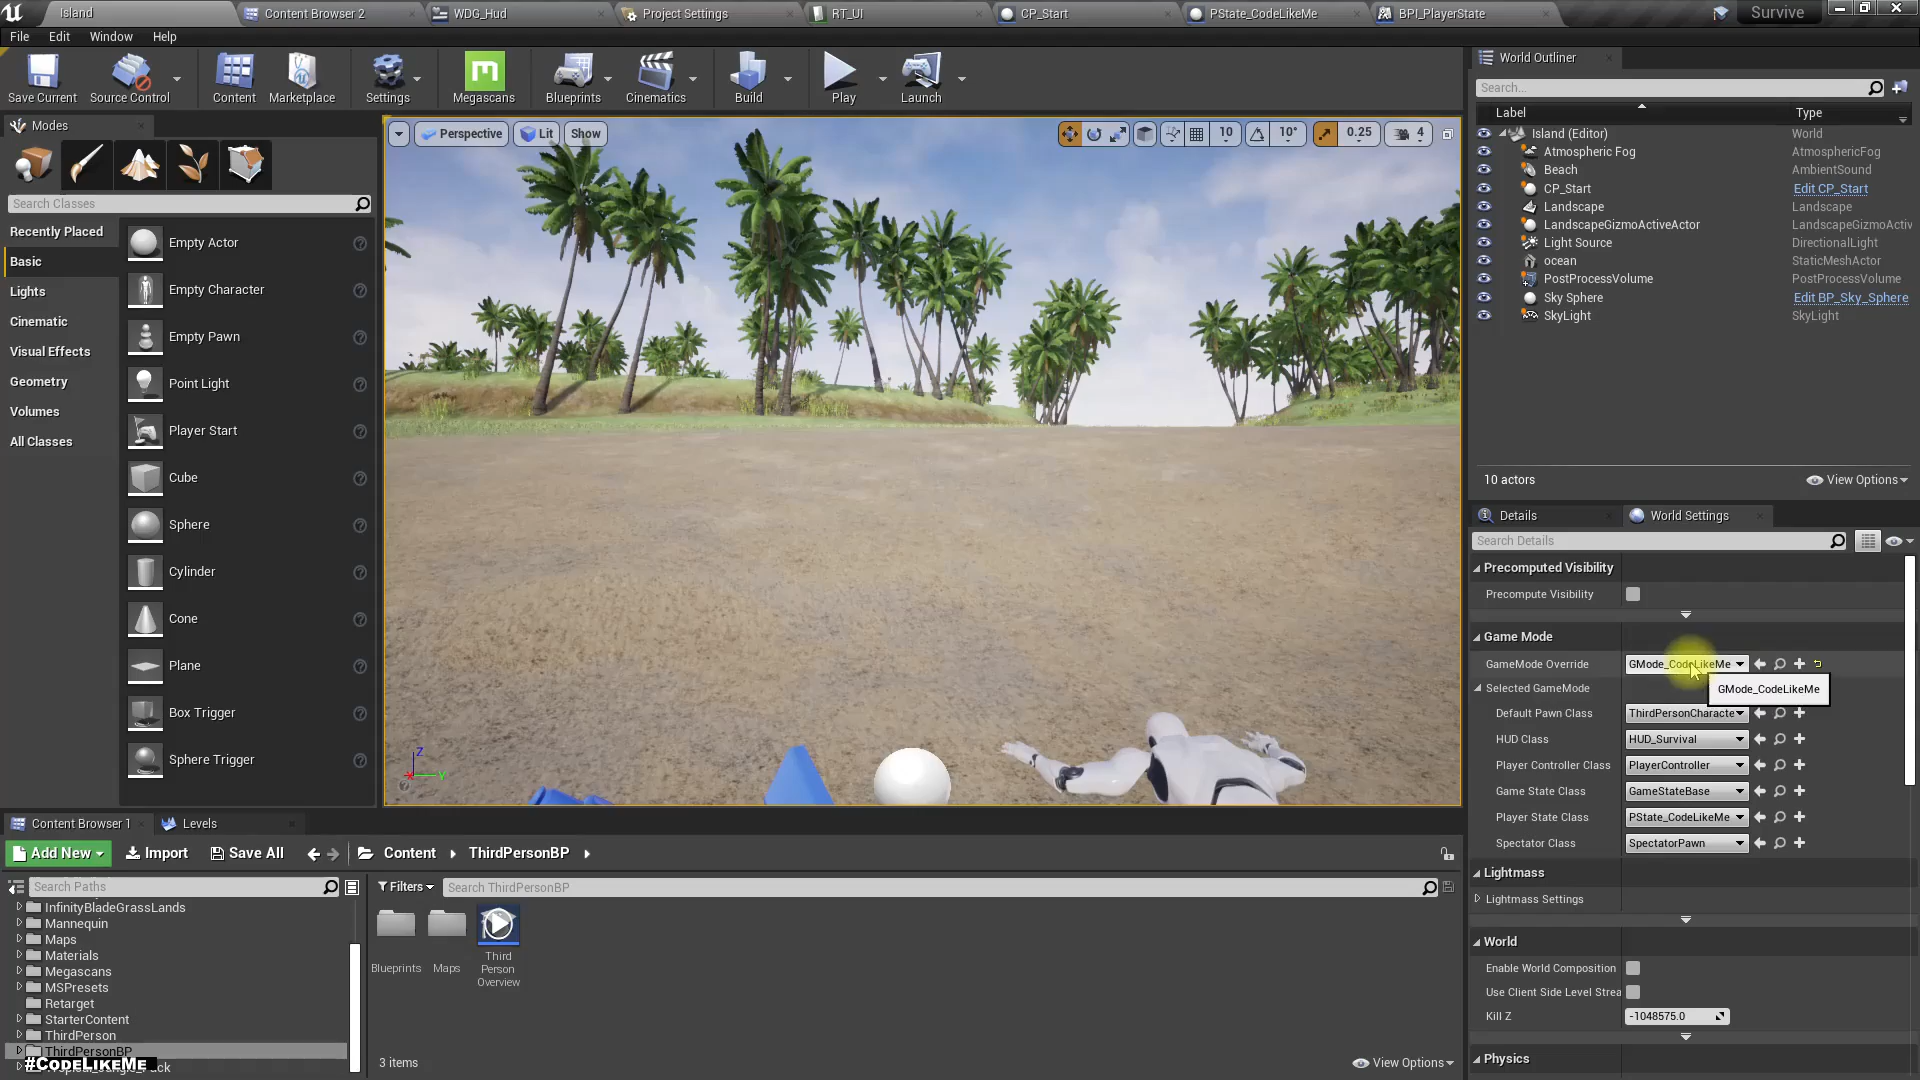 Island
Content Browser 2
WDG_Hud
Project Settings
RT_UI
CP_Start
PState_CodeLikeMe
BPI_PlayerState
Survive
File Edit Window Help
Save Current
Source Control
Content
Marketplace
Settings
Megascans
Blueprints
Cinematics
Build
Play
Launch
Modes
Search Classes
Recently Placed
Basic
Lights
Cinematic
Visual Effects
Geometry
Volumes
All Classes
Empty Actor
Empty Character
Empty Pawn
Point Light
Player Start
Cube
Sphere
Cylinder
Cone
Plane
Box Trigger
Sphere Trigger
Perspective Lit Show
10 10° 0.25 4
Z
X Y
World Outliner
Search...
Label Type
Island (Editor) World
Atmospheric Fog AtmosphericFog
Beach AmbientSound
CP_Start Edit CP_Start
Landscape Landscape
LandscapeGizmoActiveActor LandscapeGizmoActiv
Light Source DirectionalLight
ocean StaticMeshActor
PostProcessVolume PostProcessVolume
Sky Sphere Edit BP_Sky_Sphere
SkyLight SkyLight
10 actors View Options
Details
World Settings
Search Details
Precomputed Visibility
Precompute Visibility
Game Mode
GameMode Override GMode_CodeLikeMe
GMode_CodeLikeMe
Selected GameMode
Default Pawn Class ThirdPersonCharacte
HUD Class HUD_Survival
Player Controller Class PlayerController
Game State Class GameStateBase
Player State Class PState_CodeLikeMe
Spectator Class SpectatorPawn
Lightmass
Lightmass Settings
World
Enable World Composition
Use Client Side Level Strea
Kill Z -1048575.0
Physics
Content Browser 1
Levels
Add New Import Save All Content ThirdPersonBP
Search Paths
Filters Search ThirdPersonBP
InfinityBladeGrassLands
Mannequin
Maps
Materials
Megascans
MSPresets
Retarget
StarterContent
ThirdPerson
ThirdPersonBP
#CodeLikeMe
Blueprints
Maps
Third
Person
Overview
3 items View Options